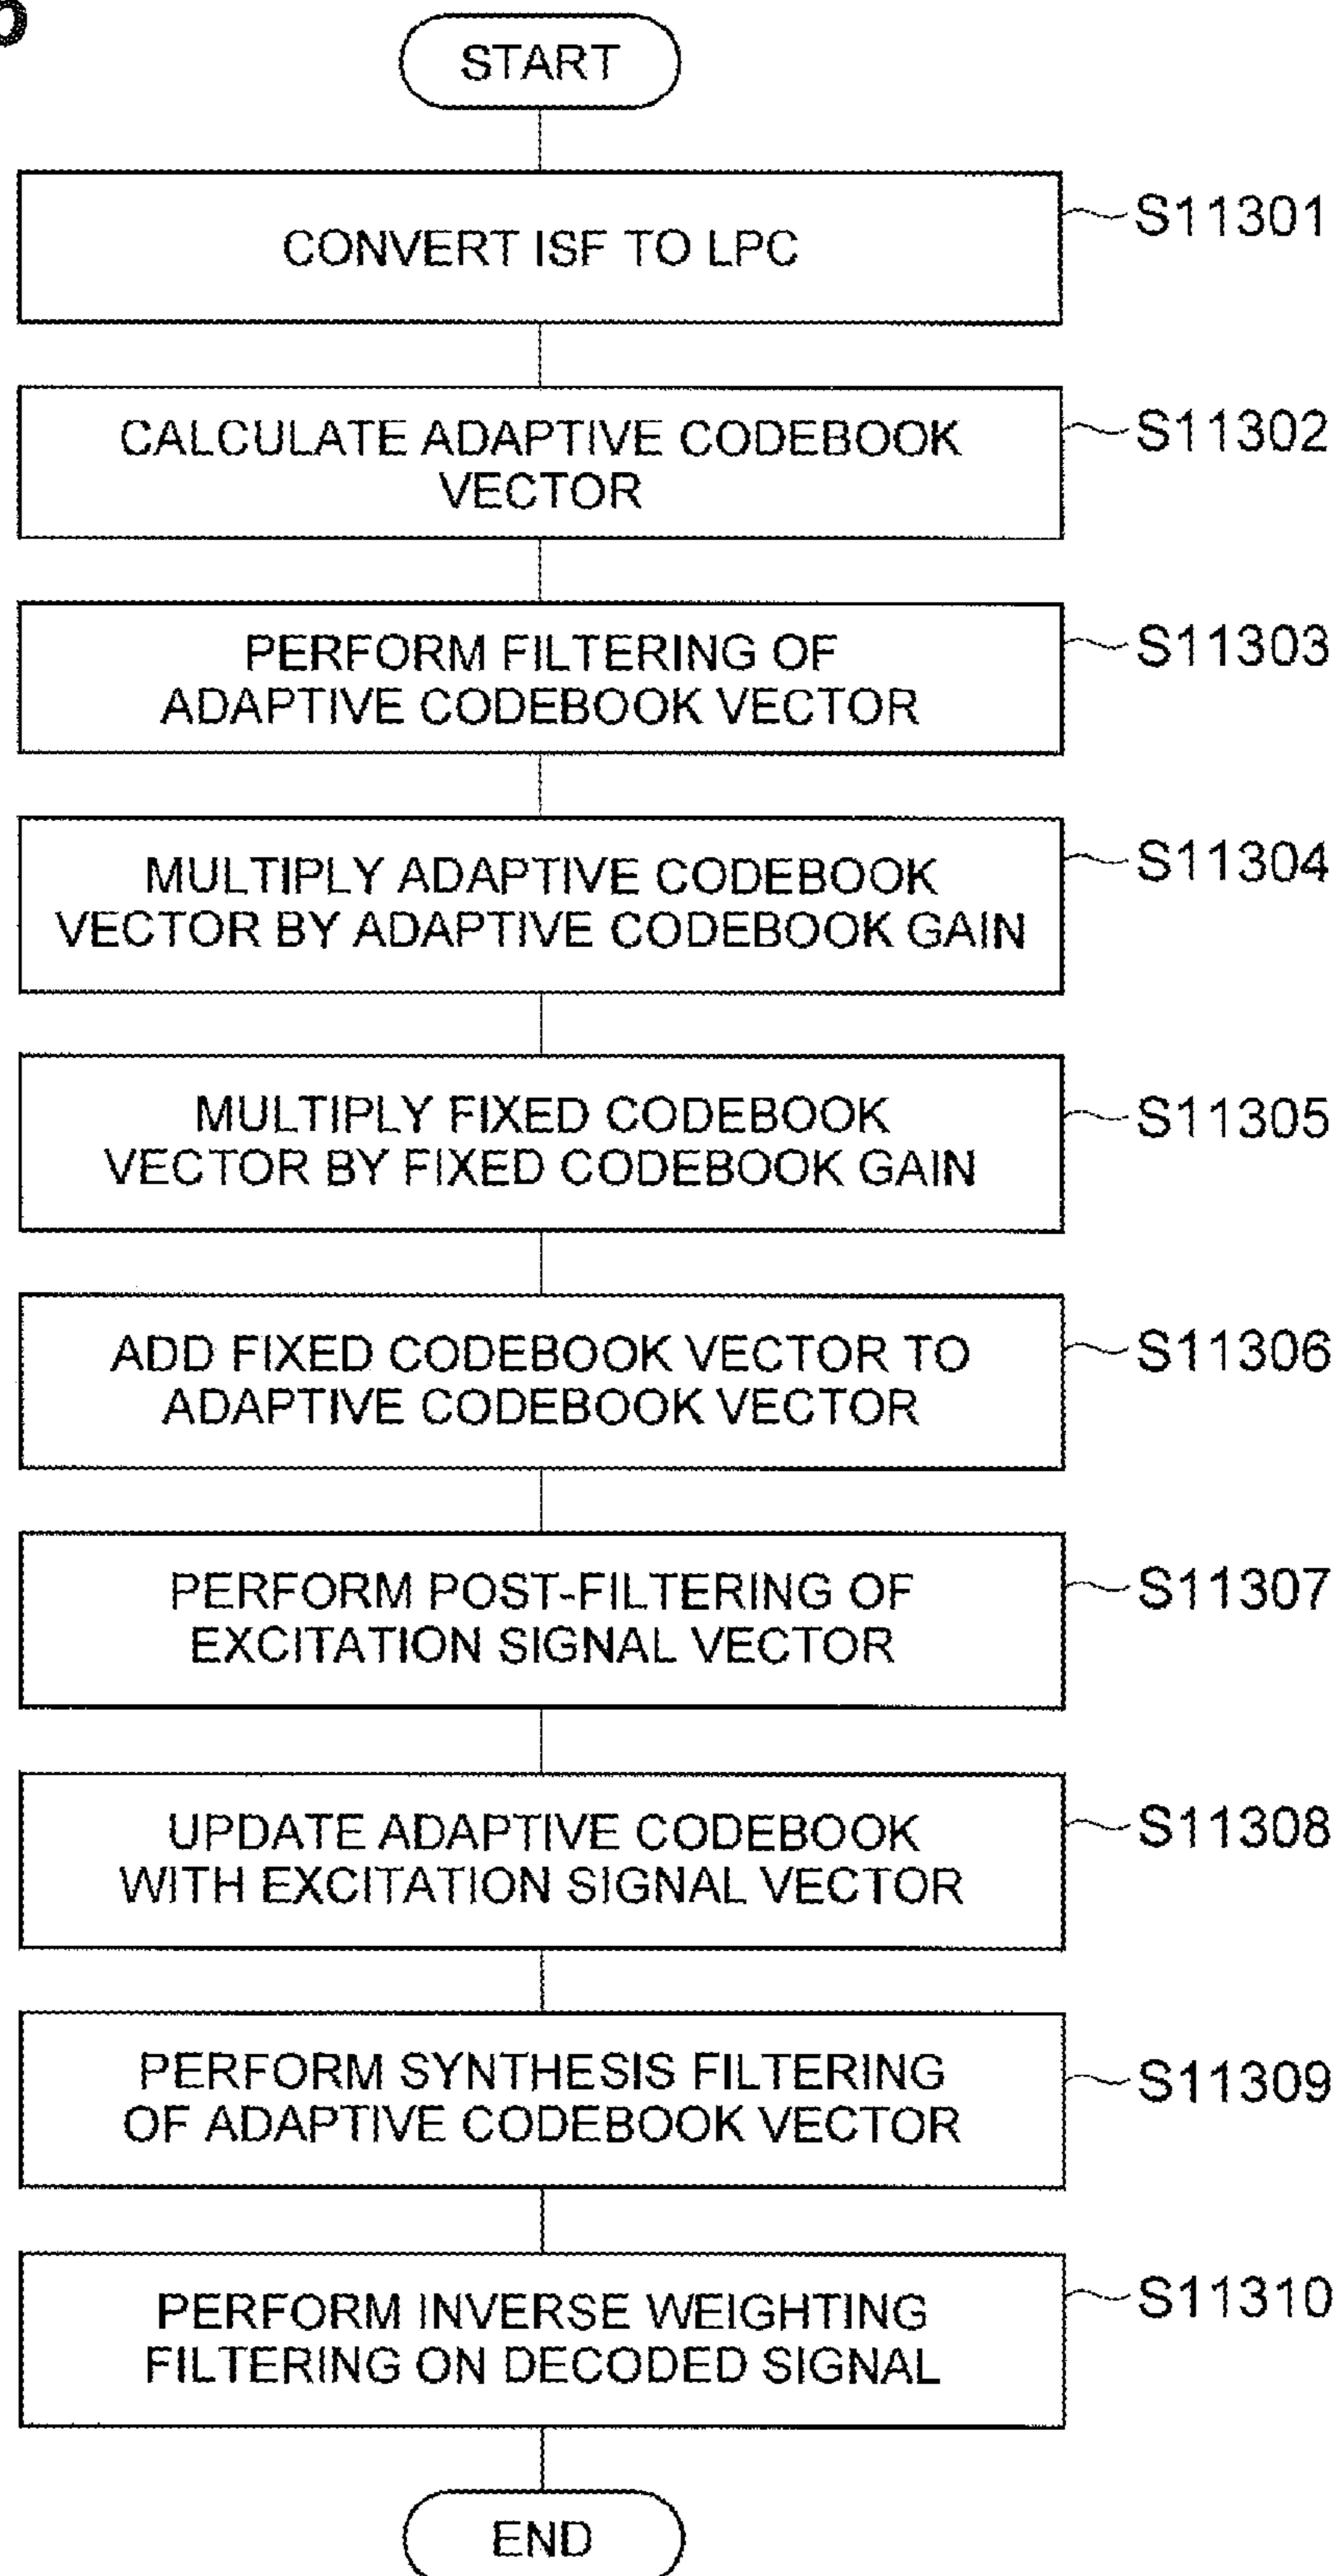 START
CONVERT ISF TO LPC
S11301
CALCULATE ADAPTIVE CODEBOOK
VECTOR
S11302
PERFORM FILTERING OF
ADAPTIVE CODEBOOK VECTOR
S11303
MULTIPLY ADAPTIVE CODEBOOK
VECTOR BY ADAPTIVE CODEBOOK GAIN
S11304
MULTIPLY FIXED CODEBOOK
VECTOR BY FIXED CODEBOOK GAIN
S11305
ADD FIXED CODEBOOK VECTOR TO
ADAPTIVE CODEBOOK VECTOR
S11306
PERFORM POST-FILTERING OF
EXCITATION SIGNAL VECTOR
S11307
UPDATE ADAPTIVE CODEBOOK
WITH EXCITATION SIGNAL VECTOR
S11308
PERFORM SYNTHESIS FILTERING
OF ADAPTIVE CODEBOOK VECTOR
S11309
PERFORM INVERSE WEIGHTING
FILTERING ON DECODED SIGNAL
S11310
END